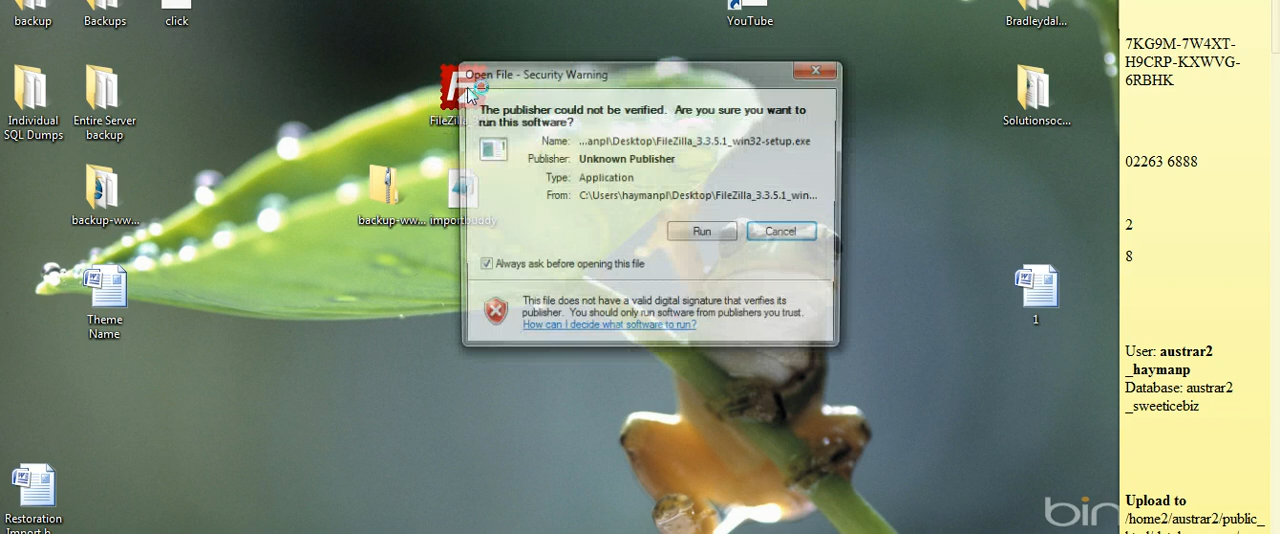 backup
Backups
click
YouTube
Bradleydal...
Individual
SQL Dumps
Entire Server
backup
Solutionsoc...
backup-ww...
backup-ww...
importbuddy
Theme
Name
1
Restoration
Open File - Security Warning
The publisher could not be verified. Are you sure you want to
run this software?
Name: ...anpl\Desktop\FileZilla_3.3.5.1_win32-setup.exe
Publisher: Unknown Publisher
Type: Application
From: C:\Users\haymanpl\Desktop\FileZilla_3.3.5.1_win...
Run
Cancel
Always ask before opening this file
This file does not have a valid digital signature that verifies its
publisher. You should only run software from publishers you trust.
How can I decide what software to run?
7KG9M-7W4XT-
H9CRP-KXWVG-
6RBHK
02263 6888
2
8
User: austrar2
_haymanp
Database: austrar2
_sweeticebiz
Upload to
/home2/austrar2/public_
bin